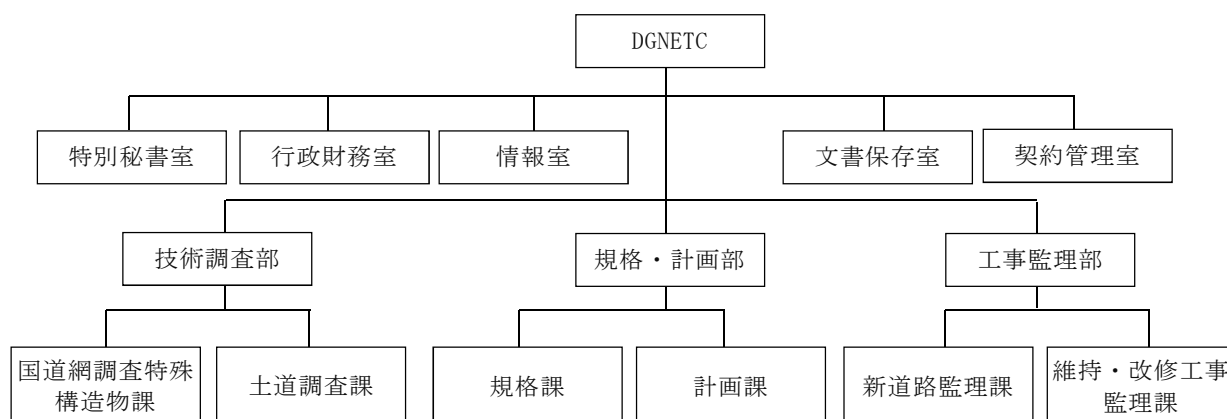 DGNETC
特別秘書室
行政財務室
情報室
文書保存室
契約管理室
技術調査部
規格・計画部
工事監理部
国道網調査特殊
構造物課
土道調査課
規格課
計画課
新道路監理課
維持・改修工事
監理課